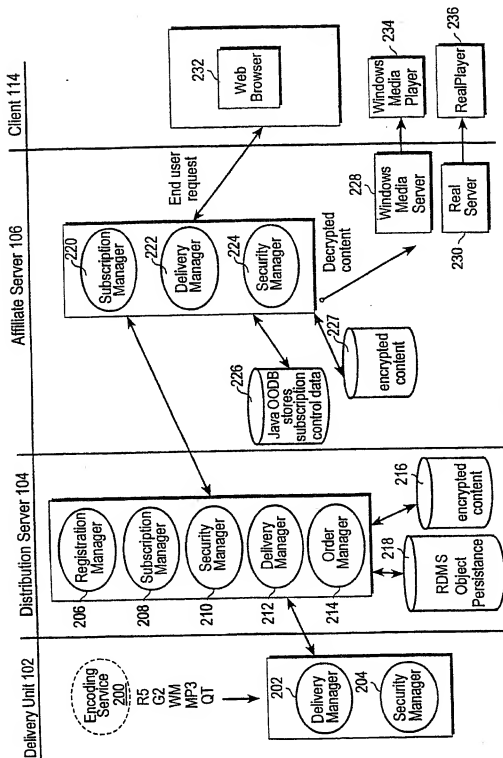 Delivery Unit 102
Encoding
Service
200
R5
G2
WM
MP3
QT
202
Delivery
Manager
204
Security
Manager
Distribution Server 104
Registration
Manager
206
Subscription
Manager
208
Security
Manager
210
Delivery
Manager
212
Order
Manager
214
216
encrypted
content
218
RDMS
Object
Persistance
Affiliate Server 106
220
Subscription
Manager
222
Delivery
Manager
224
Security
Manager
226
Java OODB
stores
subscription
control data
227
encrypted
content
End user
request
Decrypted
content
228
Windows
Media Server
Real
Server
230
Client 114
232
Web
Browser
234
Windows
Media
Player
236
RealPlayer